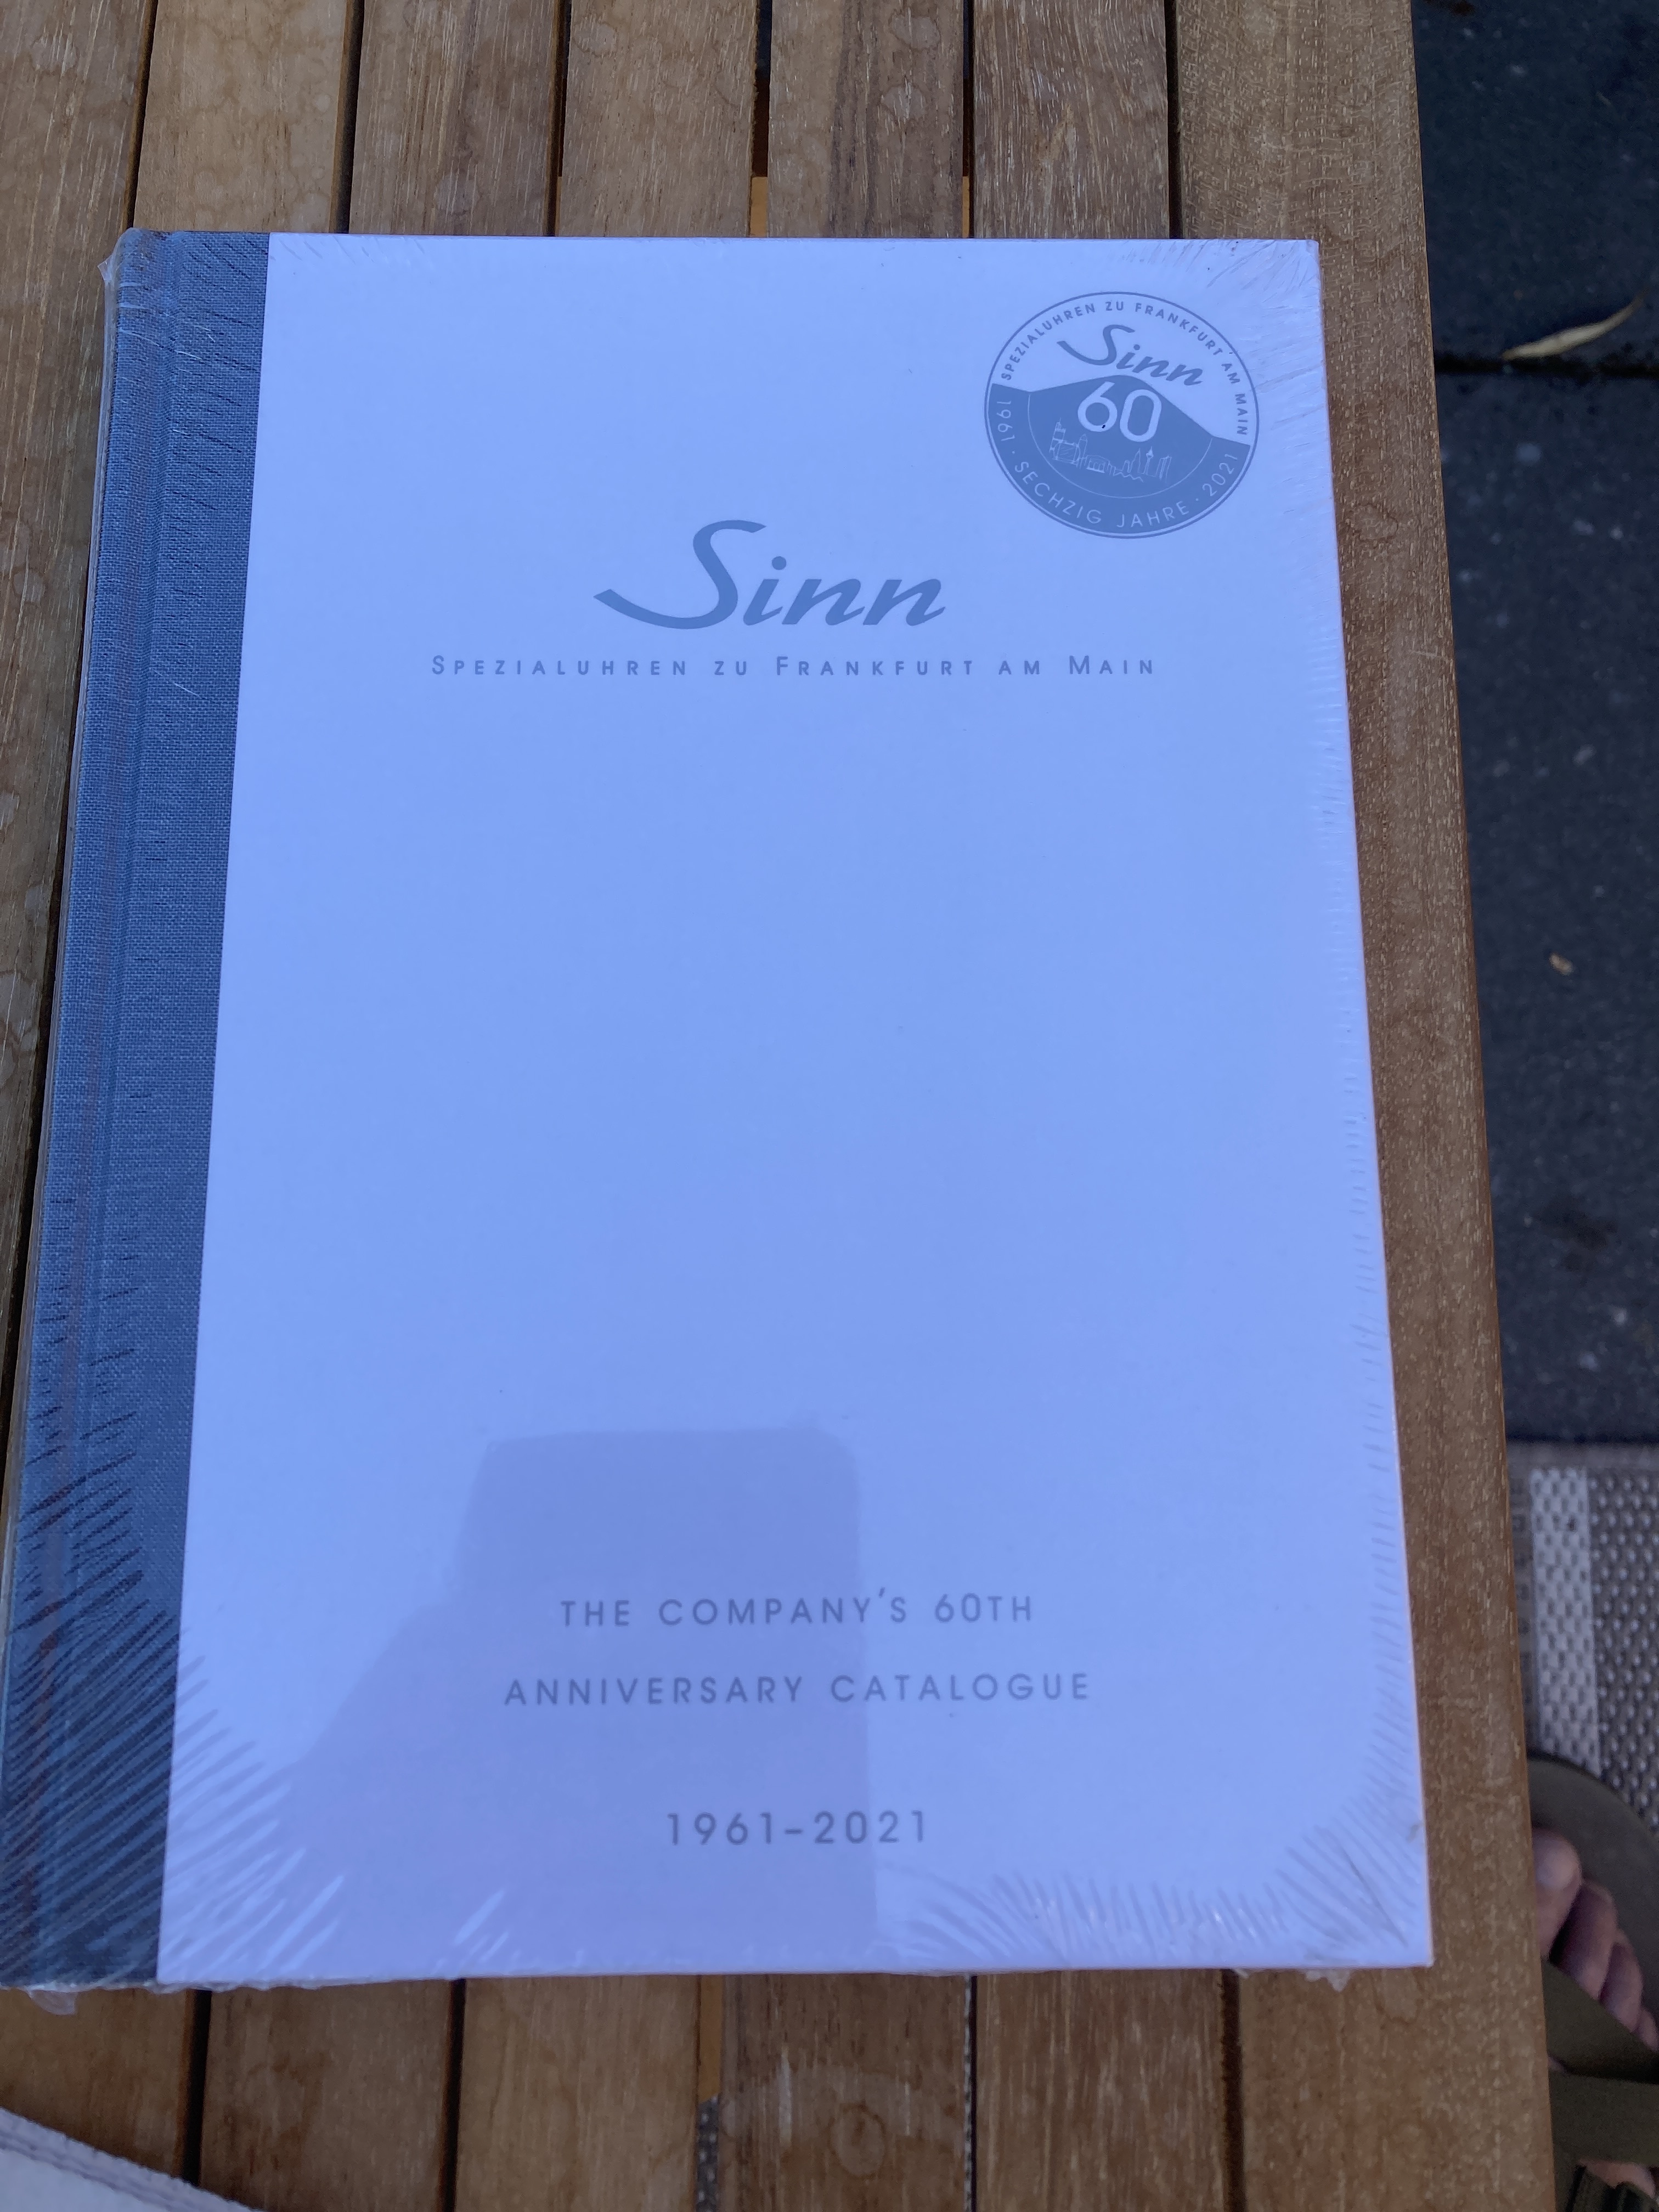 SPEZIALUHREN ZU FRANKFURT AM MAIN
Sinn
60
1961 · SECHZIG JAHRE · 2021
Sinn
SPEZIALUHREN ZU FRANKFURT AM MAIN
THE COMPANY'S 60TH
ANNIVERSARY CATALOGUE
1961–2021